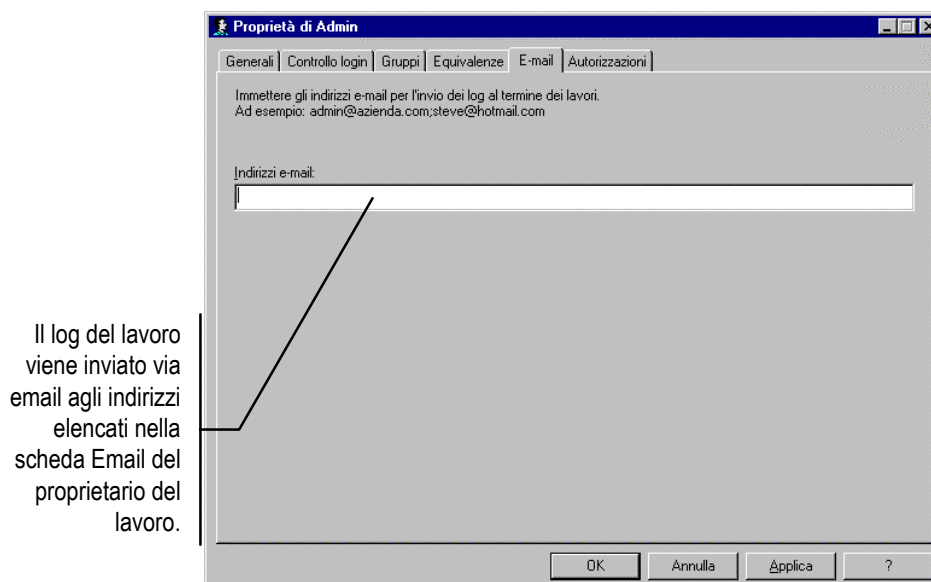 Proprietà di Admin
Generali Controllo login Gruppi Equivalenze E-mail Autorizzazioni
Immettere gli indirizzi e-mail per l'invio dei log al termine dei lavori.
Ad esempio: admin@azienda.com;steve@hotmail.com
Indirizzi e-mail:
Il log del lavoro
viene inviato via
email agli indirizzi
elencati nella
scheda Email del
proprietario del
lavoro.
OK Annulla Applica ?